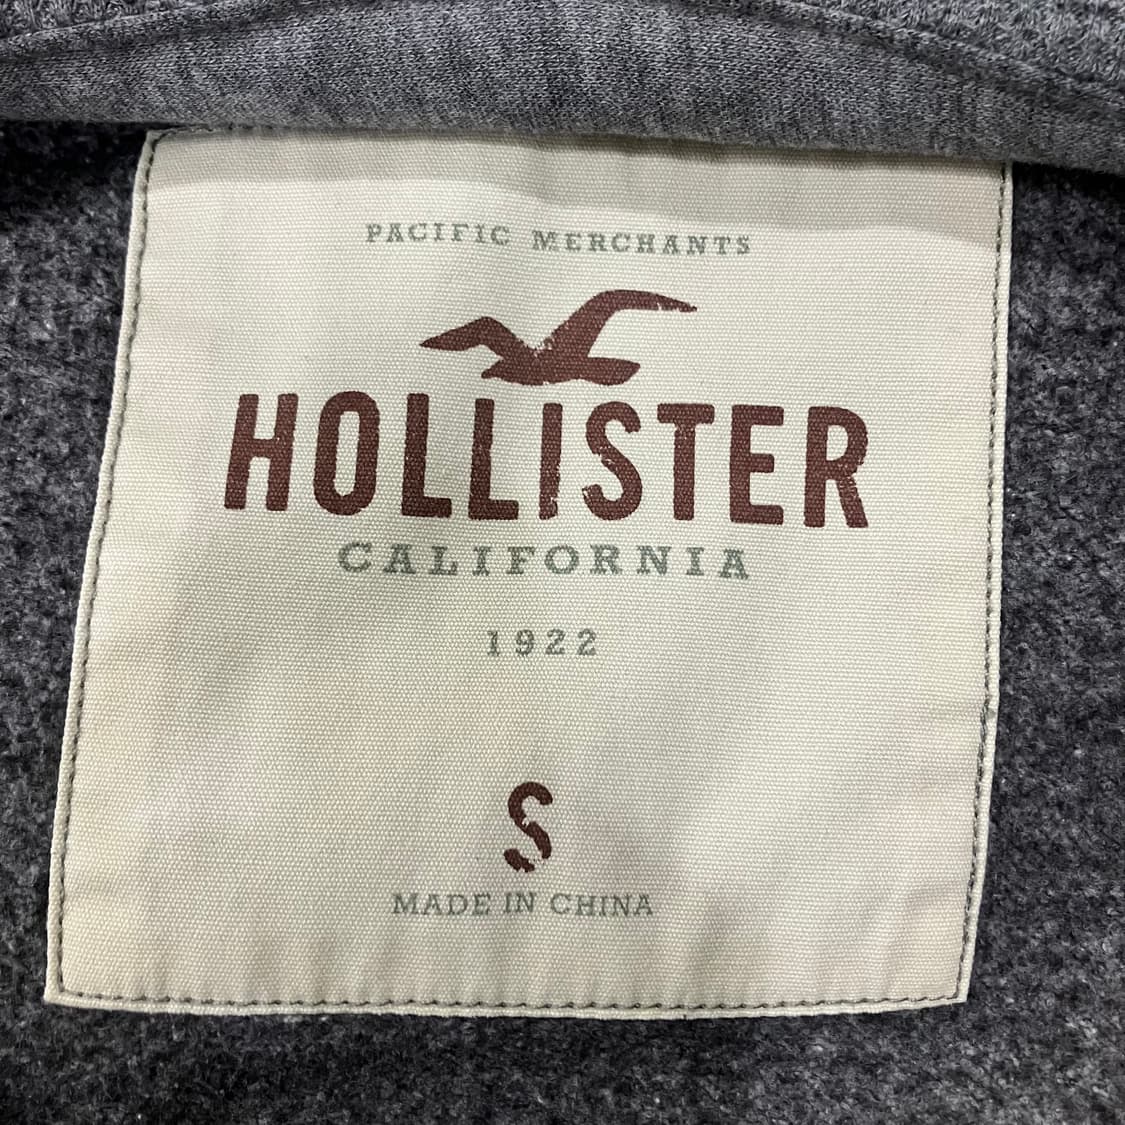 PACIFIC MERCHANTS
HOLLISTER
CALIFORNIA
1922
S
MADE IN CHINA